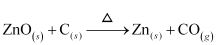 ZnO(s) + C(s) —Δ→ Zn(s) + CO(g)